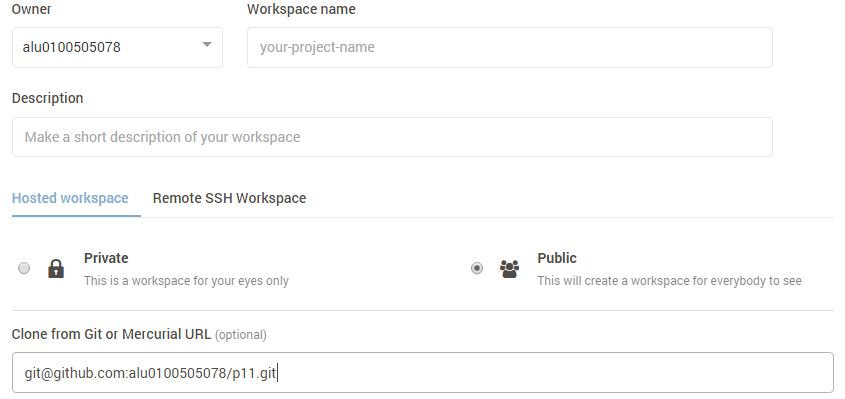 Owner Workspace name
alu0100505078 your-project-name
Description
Make a short description of your workspace
Hosted workspace Remote SSH Workspace
Private Public
This is a workspace for your eyes only This will create a workspace for everybody to see
Clone from Git or Mercurial URL (optional)
git@github.com:alu0100505078/p11.git